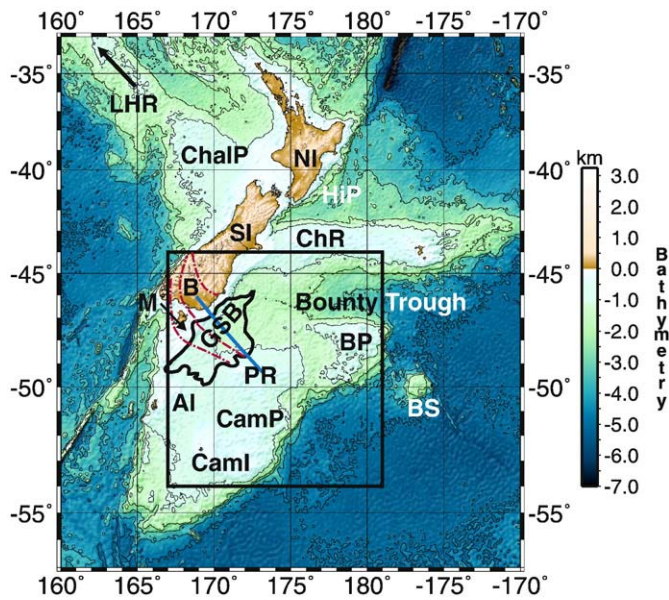 160˚ 165˚ 170˚ 175˚ -175˚ -170˚
-35˚ -35˚
LHR
ChalP NI
km
-40˚ -40˚
HiP
3.0
2.0
SI
ChR
1.0
0.0
-45˚ -45˚
B
M
Bounty Trough
-1.0
GSB
-2.0
BP
PR
-3.0
-50˚ -50˚
AI
CamP
BS
-4.0
-5.0
CamI
-6.0
-7.0
-55˚ -55˚
160˚ 165˚ 170˚ 175˚ 180˚ -175˚ -170˚
Bathymetry